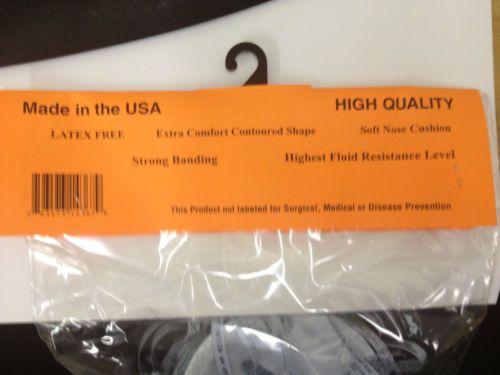 Made in the USA HIGH QUALITY
LATEX FREE Extra Comfort Contoured Shape Soft Nose Cushion
Strong Banding Highest Fluid Resistance Level
This Product not labeled for Surgical, Medical or Disease Prevention